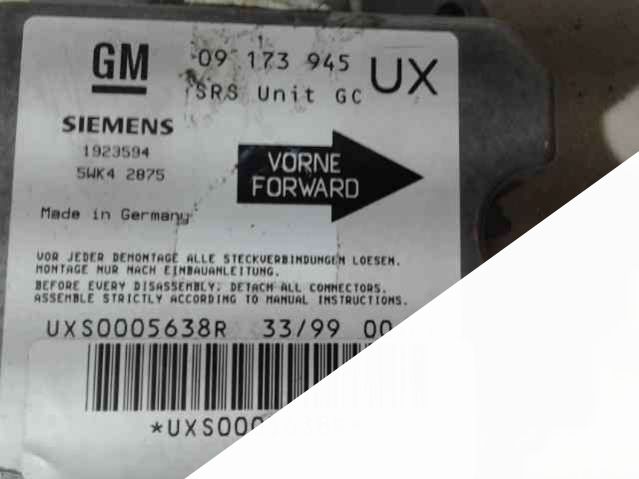 GM 09 173 945 UX
SRS Unit GC
SIEMENS
1923594
5WK4 2875
VORNE
FORWARD
Made in Germany
VOR JEDER DEMONTAGE ALLE STECKVERBINDUNGEN LOESEN.
MONTAGE NUR NACH EINBAUANLEITUNG.
BEFORE EVERY DISASSEMBLY, DETACH ALL CONNECTORS.
ASSEMBLE STRICTLY ACCORDING TO MANUAL INSTRUCTIONS.
UXS0005638R 33/99 00